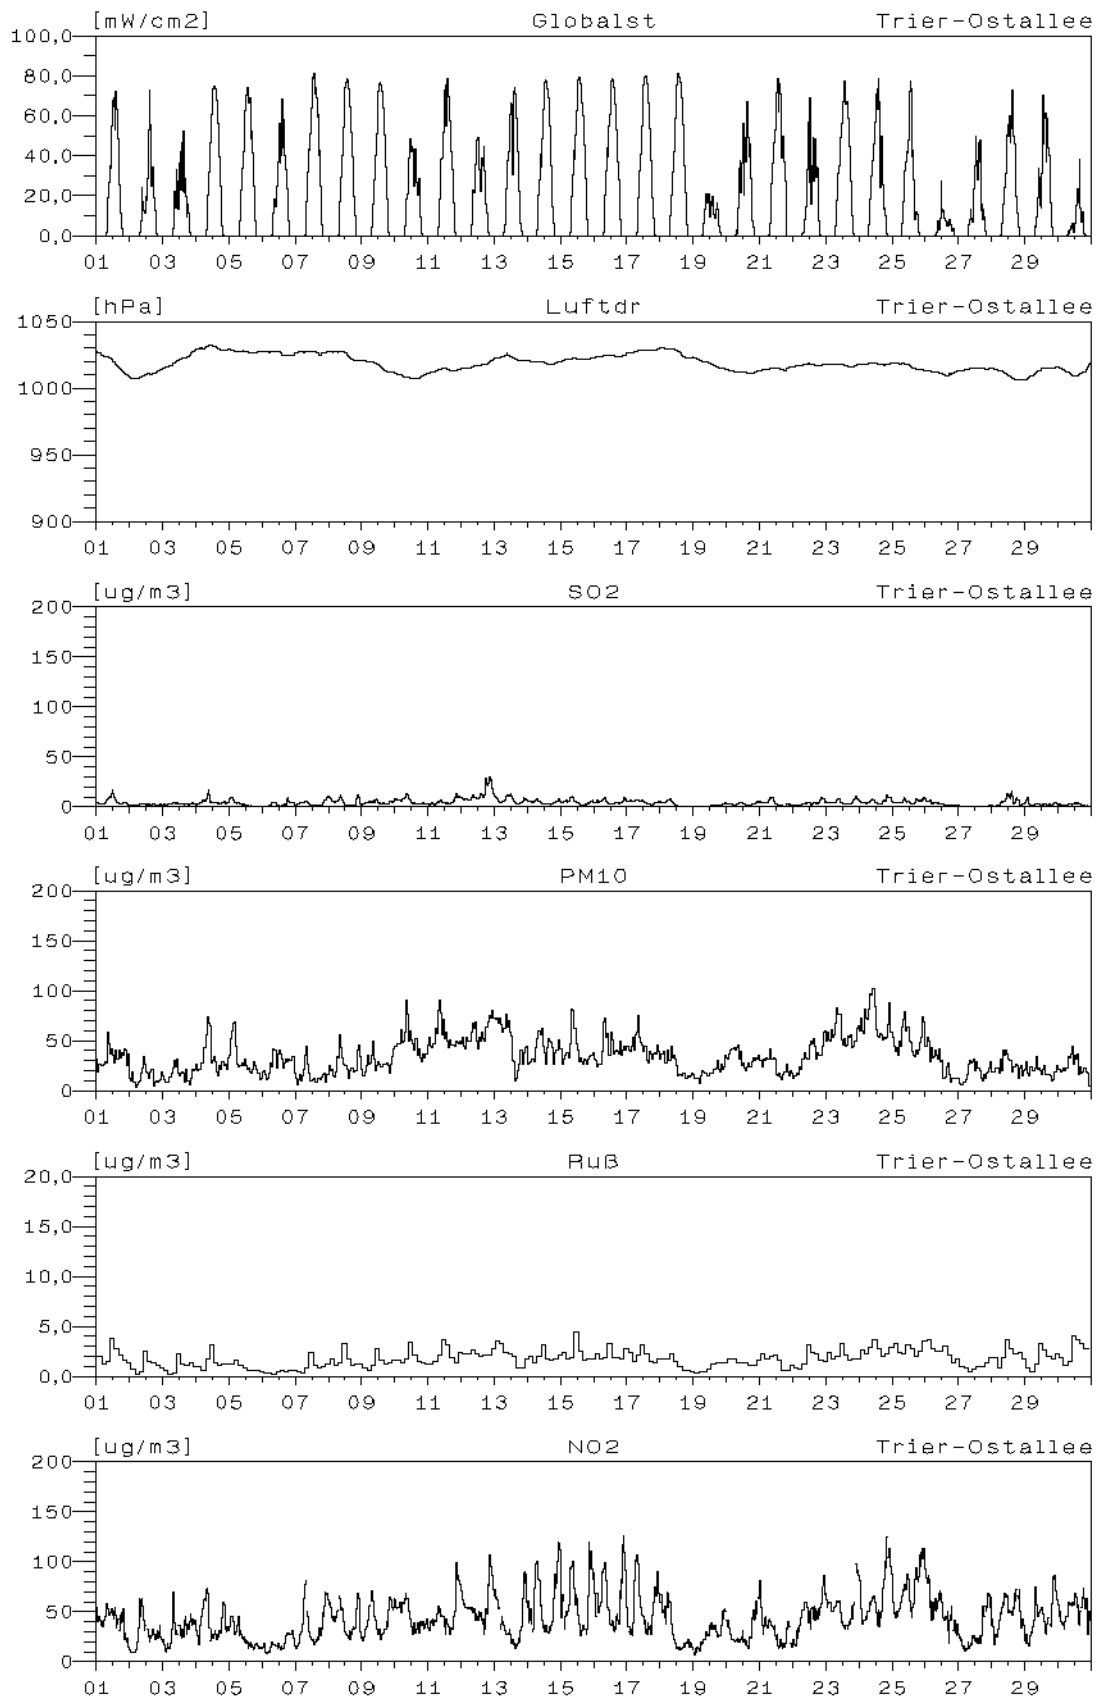 [mW/cm2] Globalst Trier-Ostallee
100,0
80,0
60,0
40,0
20,0
0,0
01 03 05 07 09 11 13 15 17 19 21 23 25 27 29
[hPa] Luftdr Trier-Ostallee
1050
1000
950
900
01 03 05 07 09 11 13 15 17 19 21 23 25 27 29
[ug/m3] SO2 Trier-Ostallee
200
150
100
50
0
01 03 05 07 09 11 13 15 17 19 21 23 25 27 29
[ug/m3] PM10 Trier-Ostallee
200
150
100
50
0
01 03 05 07 09 11 13 15 17 19 21 23 25 27 29
[ug/m3] Ruß Trier-Ostallee
20,0
15,0
10,0
5,0
0,0
01 03 05 07 09 11 13 15 17 19 21 23 25 27 29
[ug/m3] NO2 Trier-Ostallee
200
150
100
50
0
01 03 05 07 09 11 13 15 17 19 21 23 25 27 29